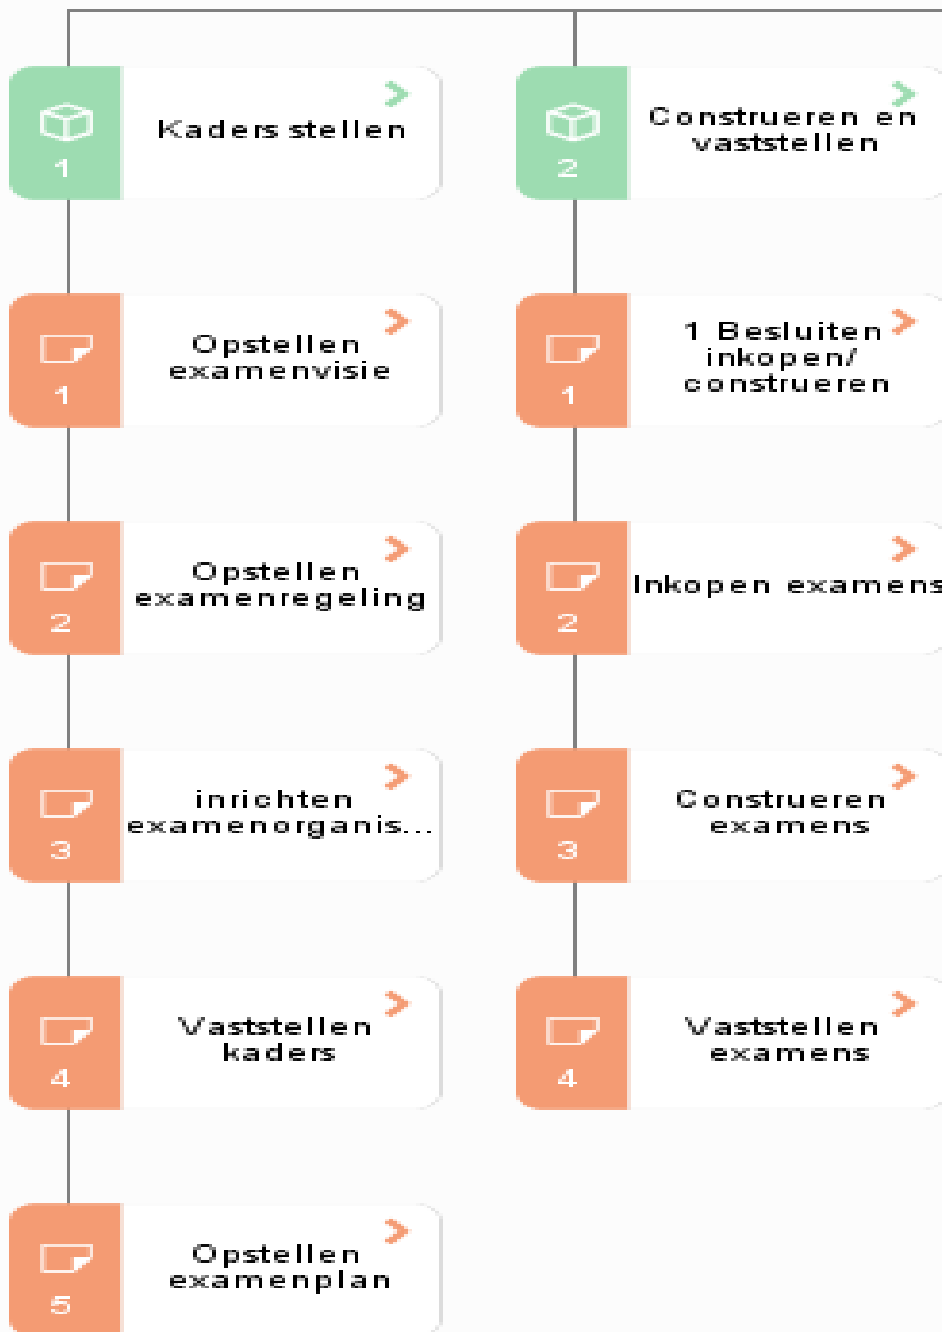 1
Kaders stellen
1
Opstellen
examenvisie
2
Opstellen
examenregeling
3
inrichten
examenorganis...
4
Vaststellen
kaders
5
Opstellen
examenplan
2
Construeren en
vaststellen
1
1 Besluiten
inkopen/
construeren
2
Inkopen examens
3
Construeren
examens
4
Vaststellen
examens